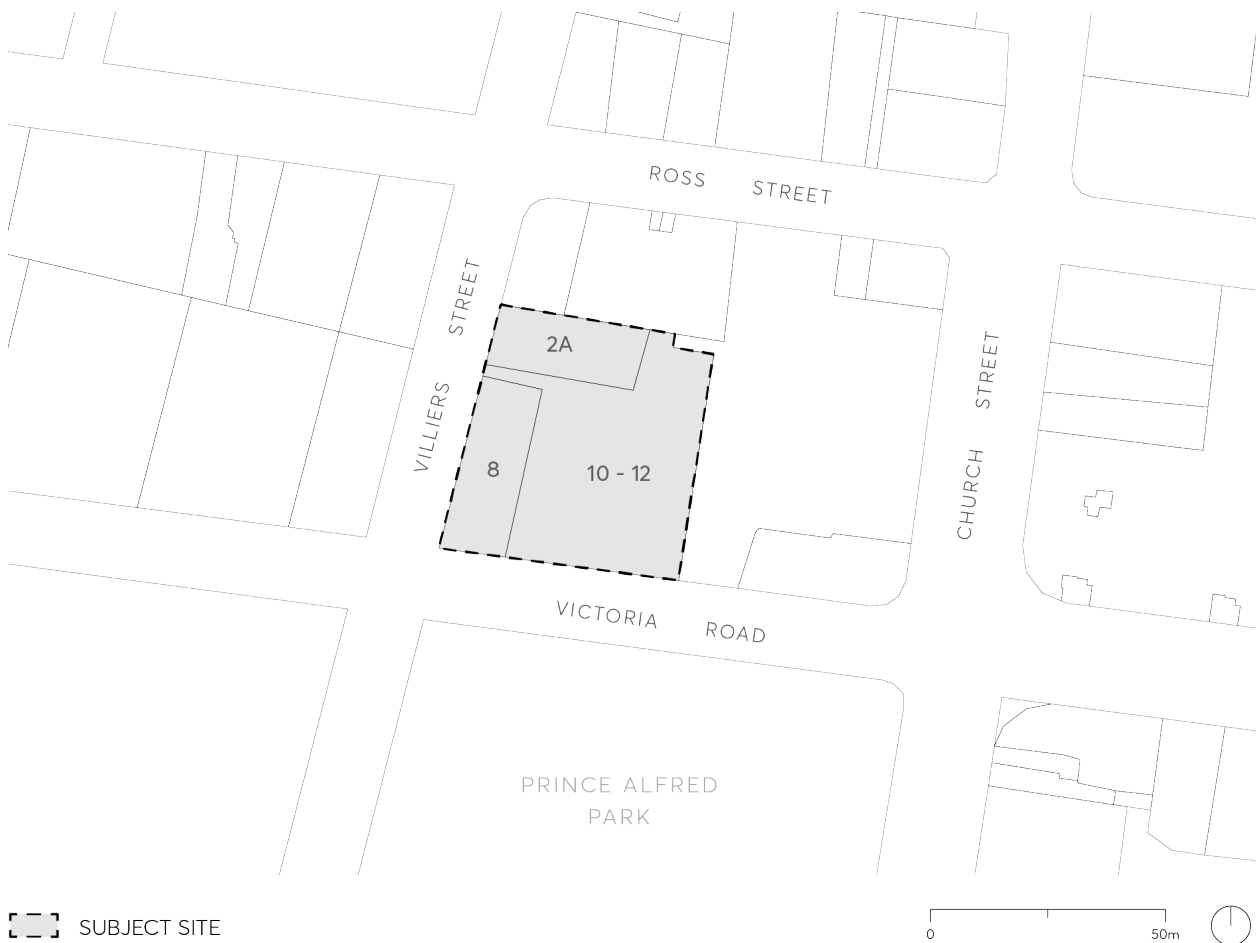 ROSS STREET
VILLIERS STREET
2A
8
10 - 12
CHURCH STREET
VICTORIA ROAD
PRINCE ALFRED
PARK
SUBJECT SITE
0
50m